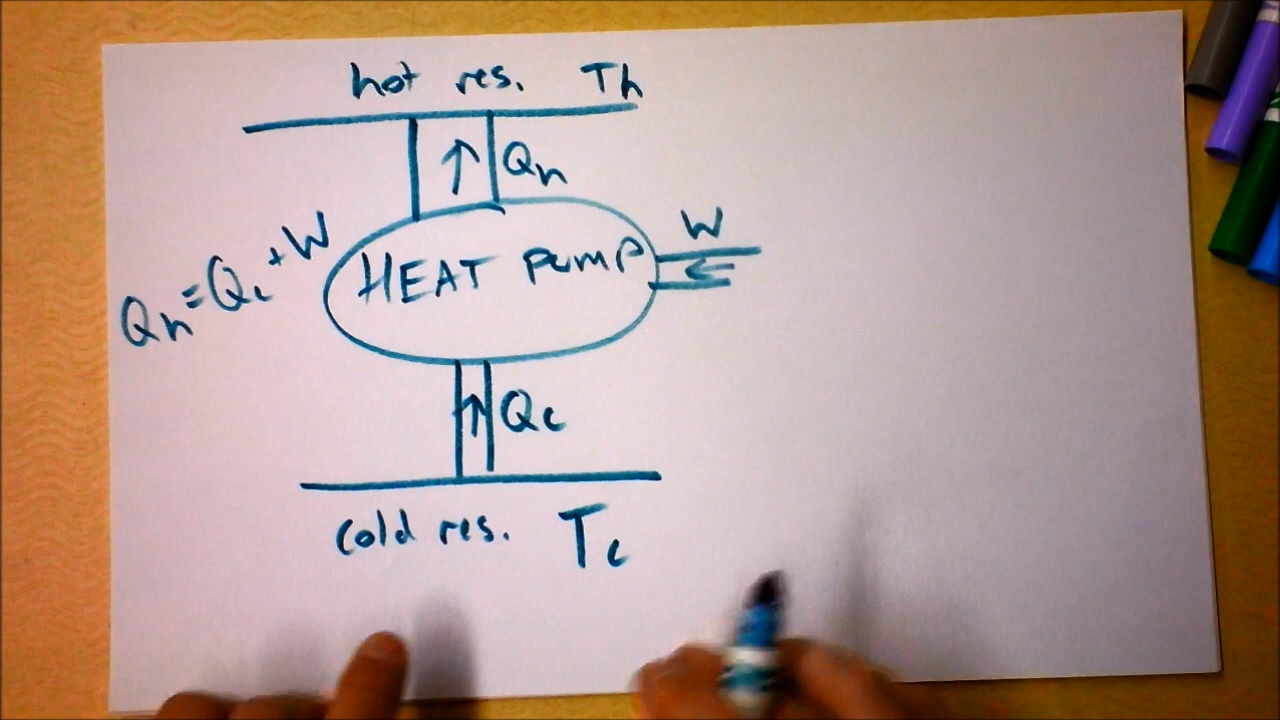 hot res. Th
Qh
W
Qh = Qc + W
HEAT PUMP
Qc
cold res. Tc